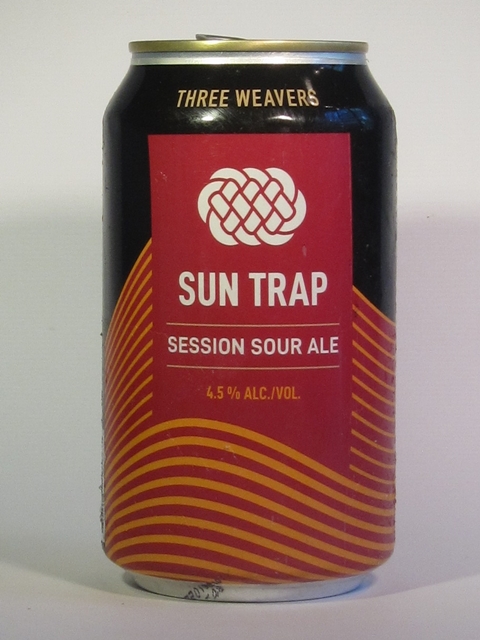 THREE WEAVERS
SUN TRAP
SESSION SOUR ALE
4.5% ALC./VOL.